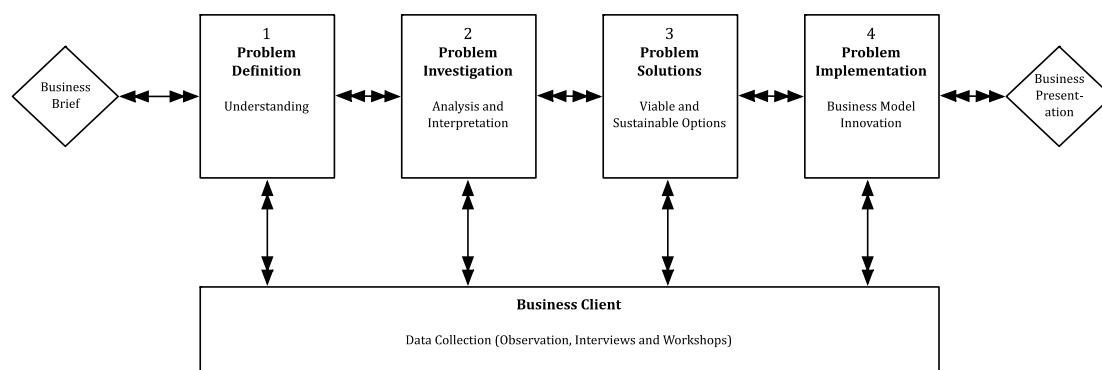 Business
Brief
1
Problem
Definition
Understanding
2
Problem
Investigation
Analysis and
Interpretation
3
Problem
Solutions
Viable and
Sustainable Options
4
Problem
Implementation
Business Model
Innovation
Business
Present-
ation
Business Client
Data Collection (Observation, Interviews and Workshops)